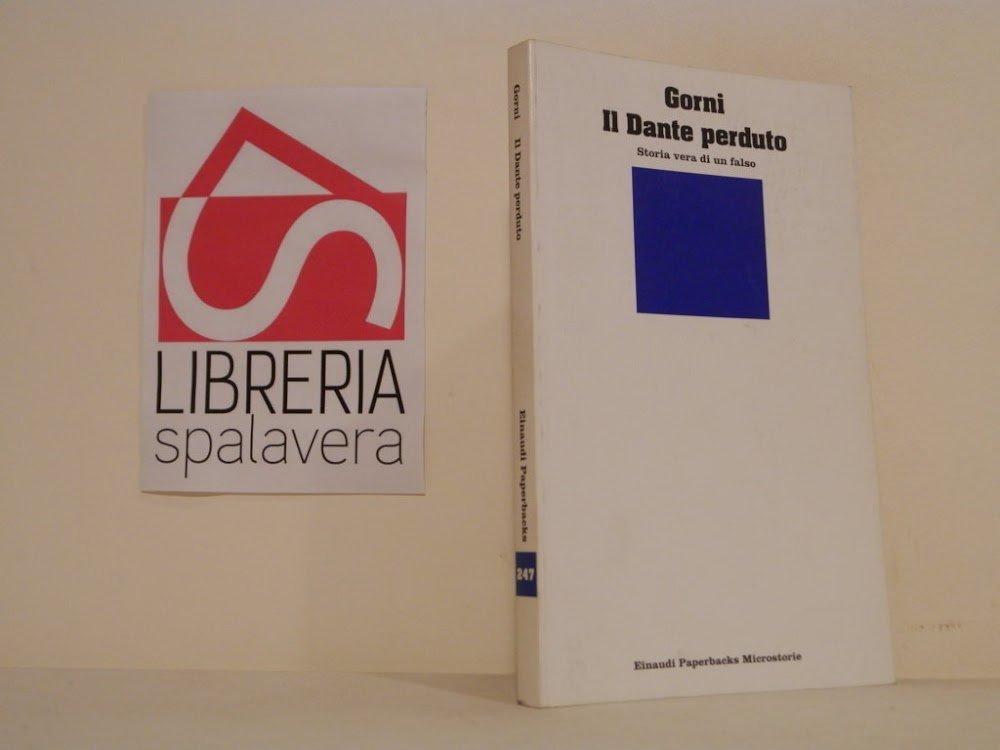 LIBRERIA
spalavera
Gorni Il Dante perduto
Einaudi Paperbacks
247
Gorni
Il Dante perduto
Storia vera di un falso
Einaudi Paperbacks Microstorie